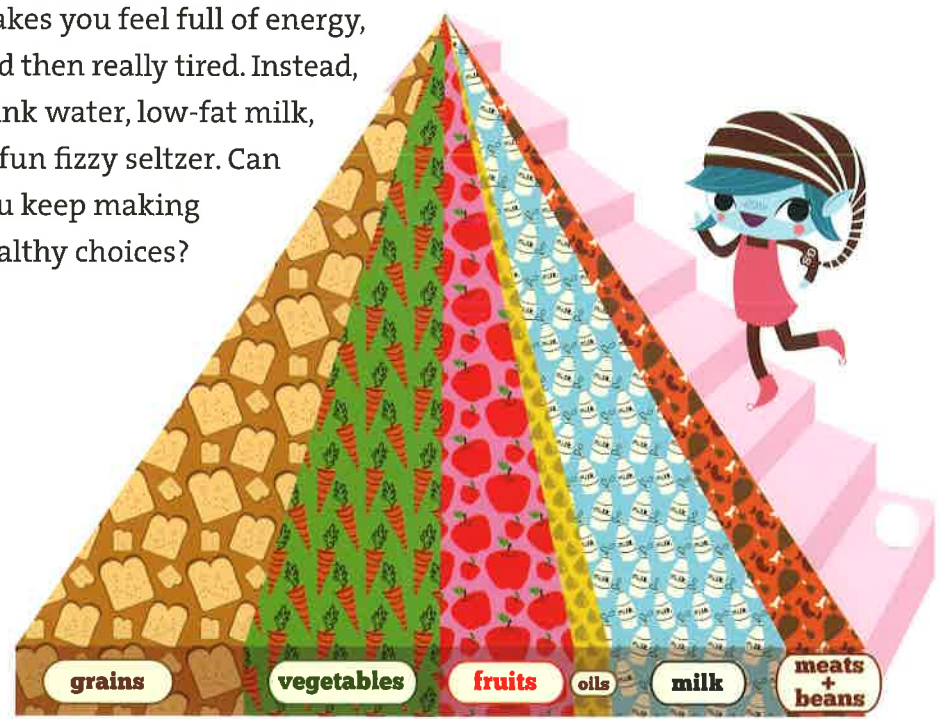 akes you feel full of energy,
d then really tired. Instead,
nk water, low-fat milk,
fun fizzy seltzer. Can
u keep making
althy choices?
grains
vegetables
fruits
oils
milk
meats
+
beans